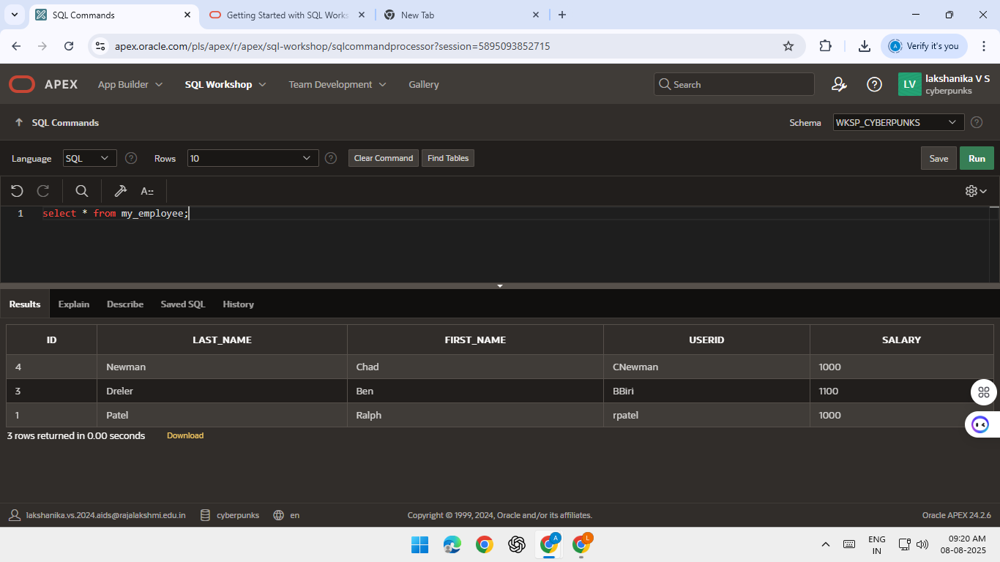 SQL Commands
Getting Started with SQL Works
New Tab
apex.oracle.com/pls/apex/r/apex/sql-workshop/sqlcommandprocessor?session=5895093852715
Verify it's you
APEX
App Builder
SQL Workshop
Team Development
Gallery
Search
LV
lakshanika V S
cyberpunks
SQL Commands
Schema
WKSP_CYBERPUNKS
Language
SQL
Rows
10
Clear Command
Find Tables
Save
Run
A
1 select * from my_employee;
Results
Explain
Describe
Saved SQL
History
ID LAST_NAME FIRST_NAME USERID SALARY
4 Newman Chad CNewman 1000
3 Dreler Ben BBiri 1100
1 Patel Ralph rpatel 1000
3 rows returned in 0.00 seconds
Download
lakshanika.vs.2024.aids@rajalakshmi.edu.in
cyberpunks
en
Copyright © 1999, 2024, Oracle and/or its affiliates.
Oracle APEX 24.2.6
A
L
ENG
IN
09:20 AM
08-08-2025